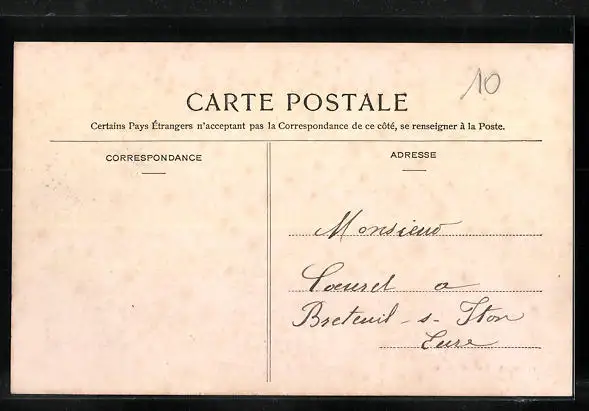 10
CARTE POSTALE
Certains Pays Étrangers n'acceptant pas la Correspondance de ce côté, se renseigner à la Poste.
CORRESPONDANCE
ADRESSE
Monsieur
a
Breteuil-s-Iton
Eure